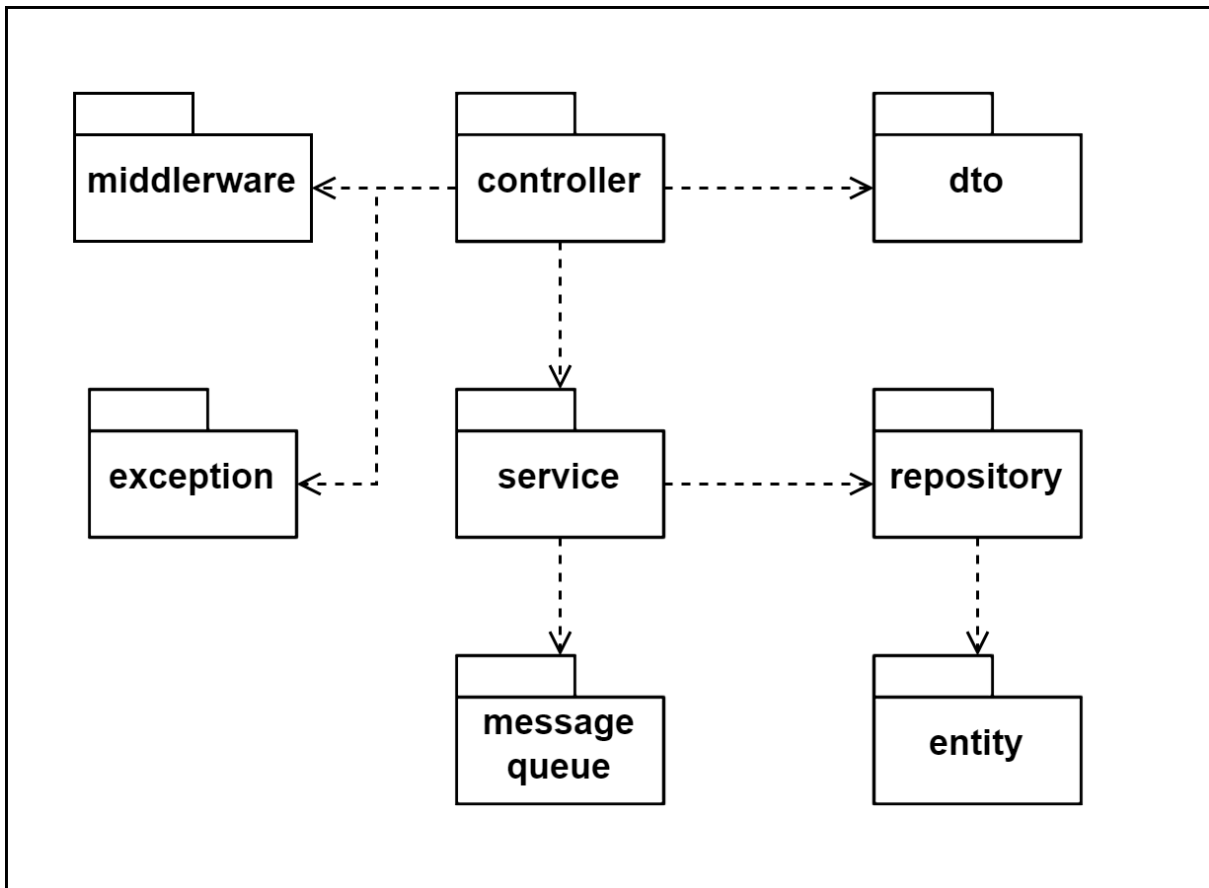 middlerware
controller
dto
exception
service
repository
message
queue
entity